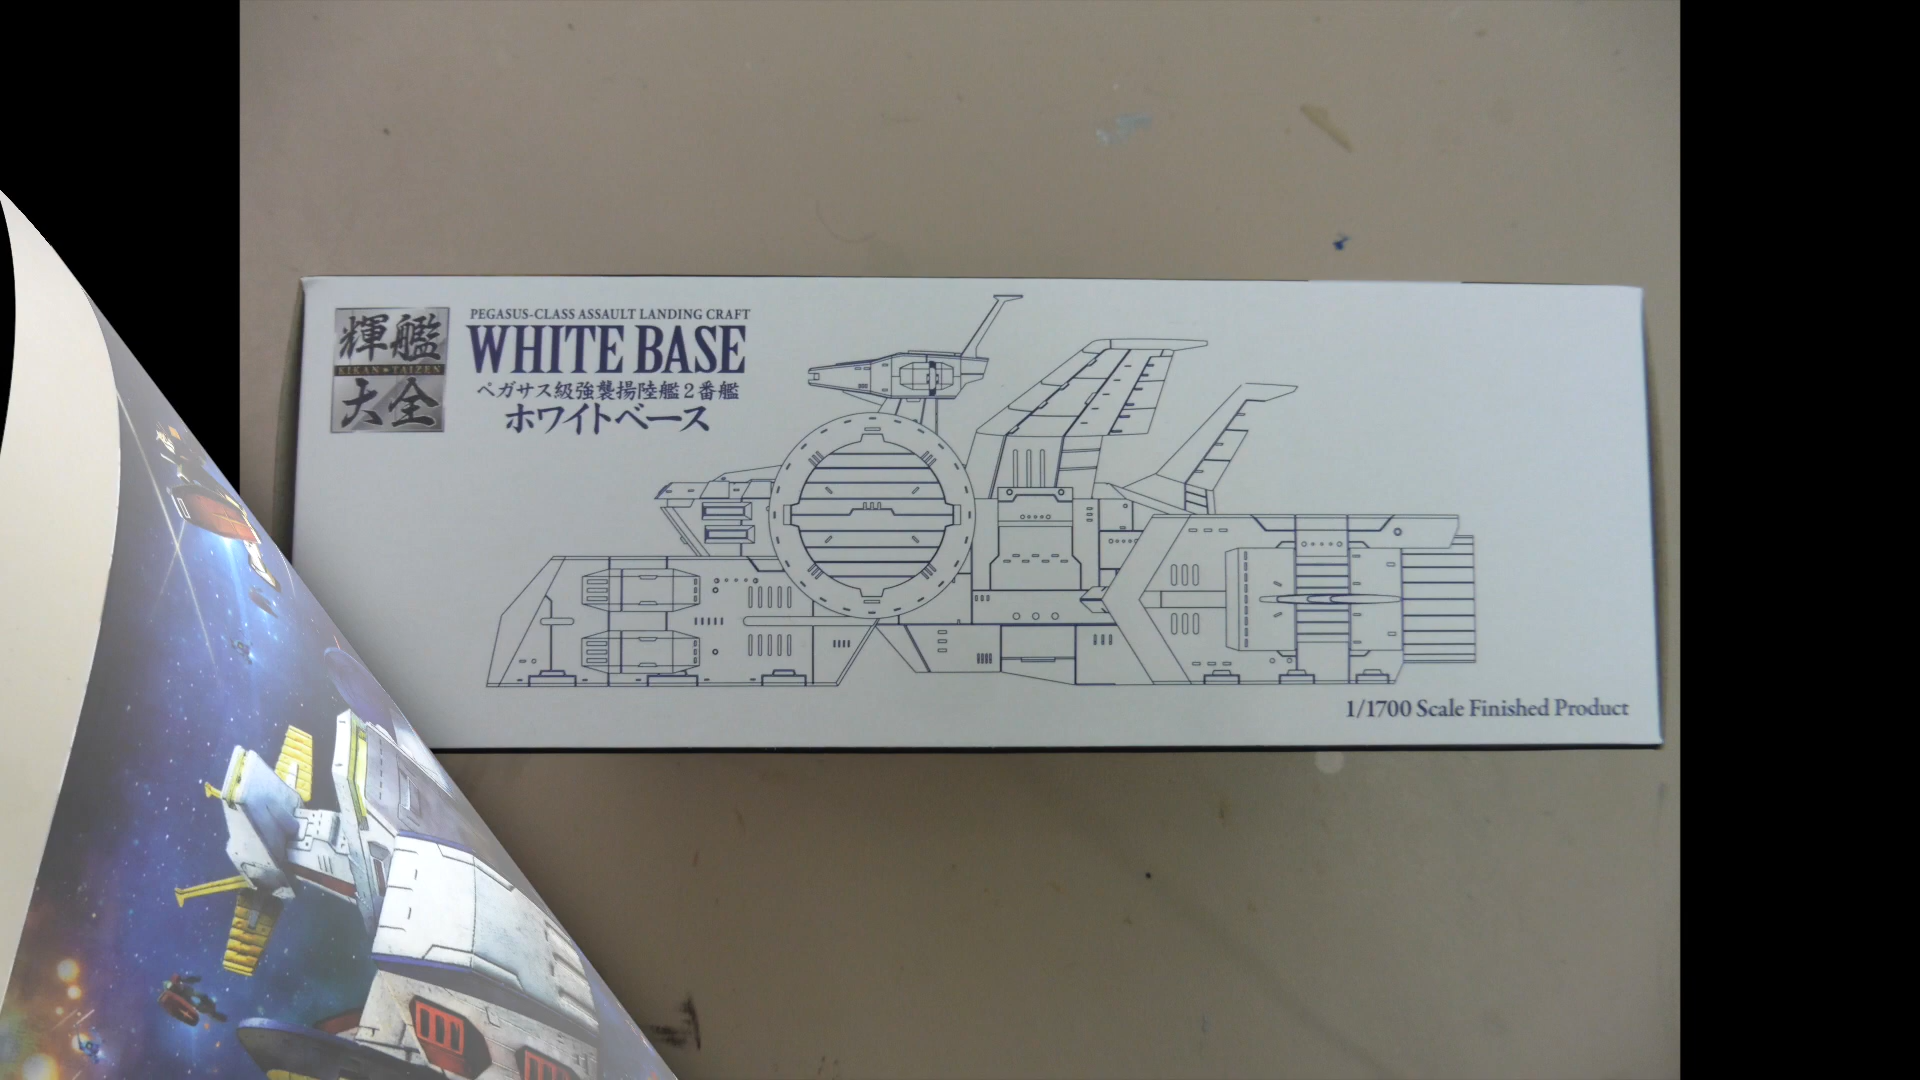 輝艦
KIKAN★TAIZEN
大全
PEGASUS-CLASS ASSAULT LANDING CRAFT
WHITE BASE
ペガサス級強襲揚陸艦2番艦
ホワイトベース
1/1700 Scale Finished Product